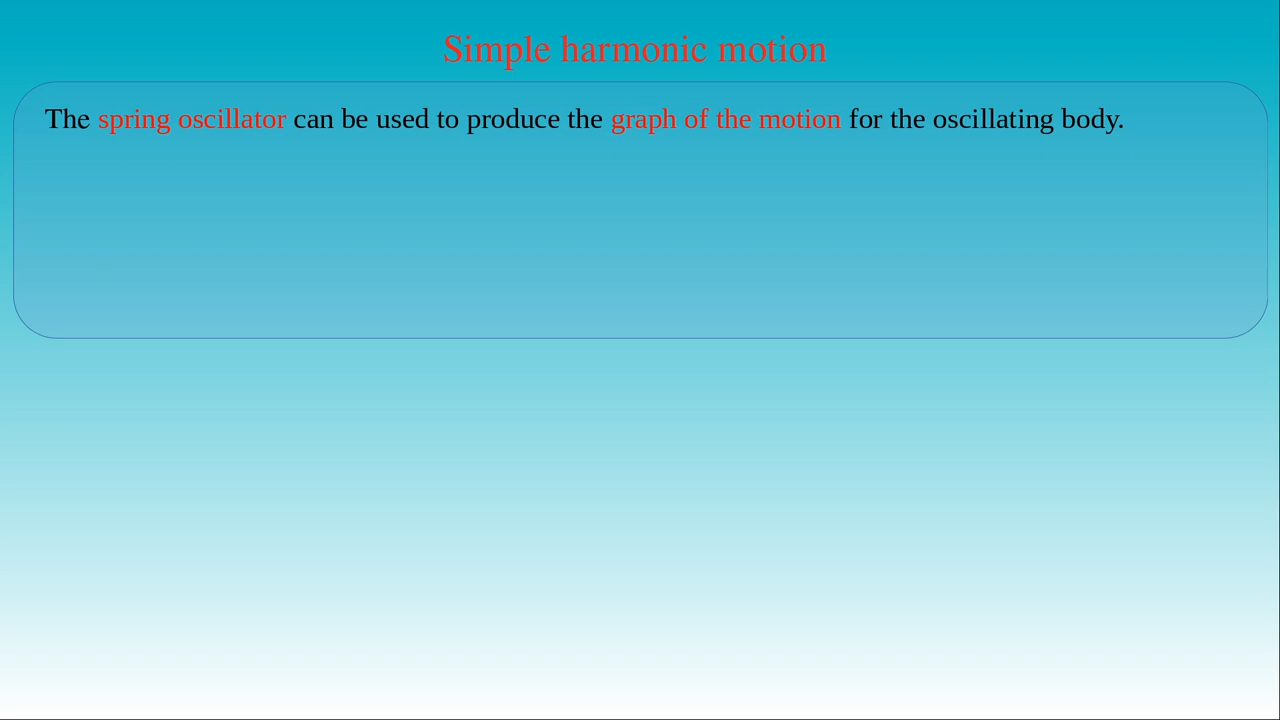 Simple harmonic motion
The spring oscillator can be used to produce the graph of the motion for the oscillating body.